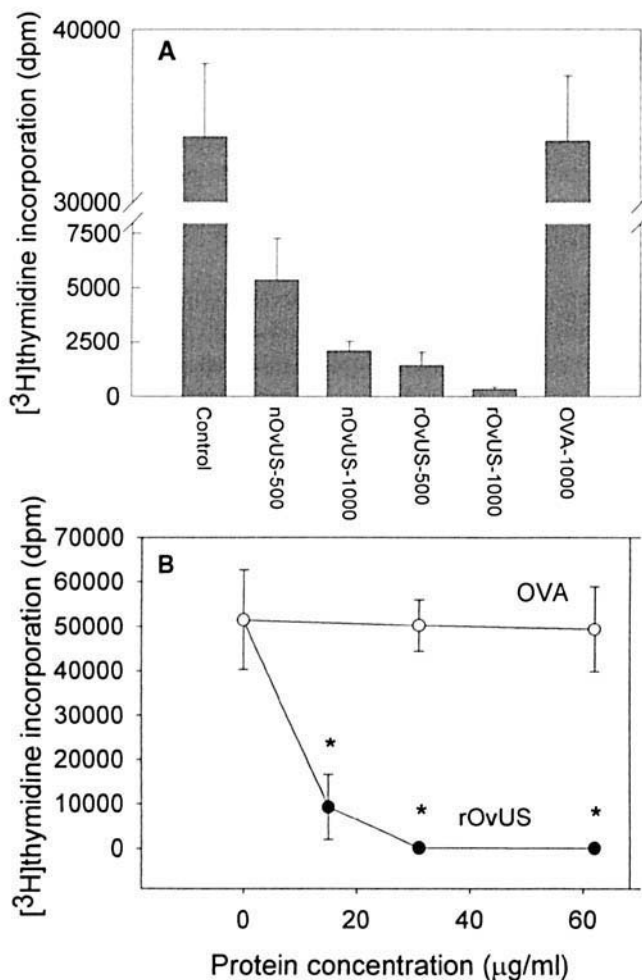 A
[³H]thymidine incorporation (dpm)
40000
30000
7500
5000
2500
0
Control
nOvUS-500
nOvUS-1000
rOvUS-500
rOvUS-1000
OVA-1000
B
[³H]thymidine incorporation (dpm)
70000
60000
50000
40000
30000
20000
10000
0
OVA
*
*
*
rOvUS
0
20
40
60
Protein concentration (μg/ml)